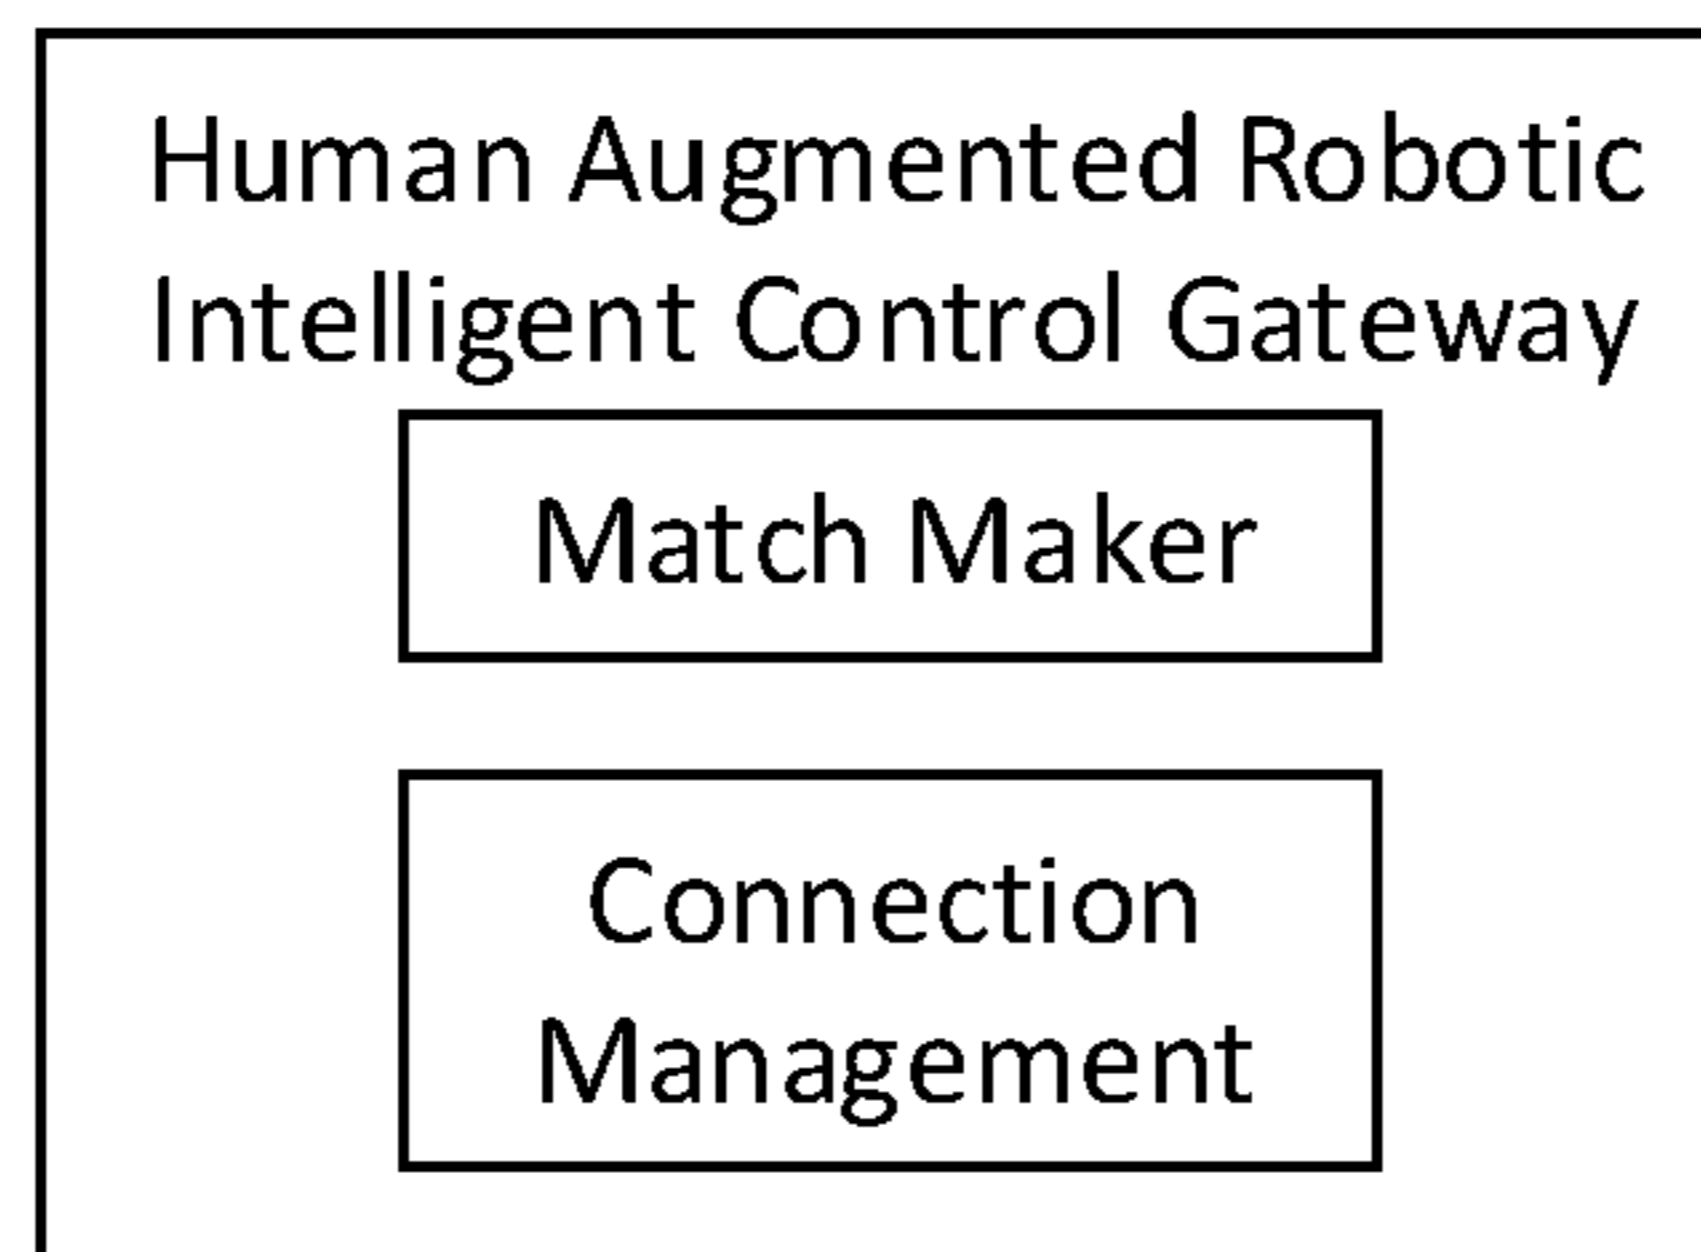 Human Augmented Robotic
Intelligent Control Gateway
Match Maker
Connection
Management